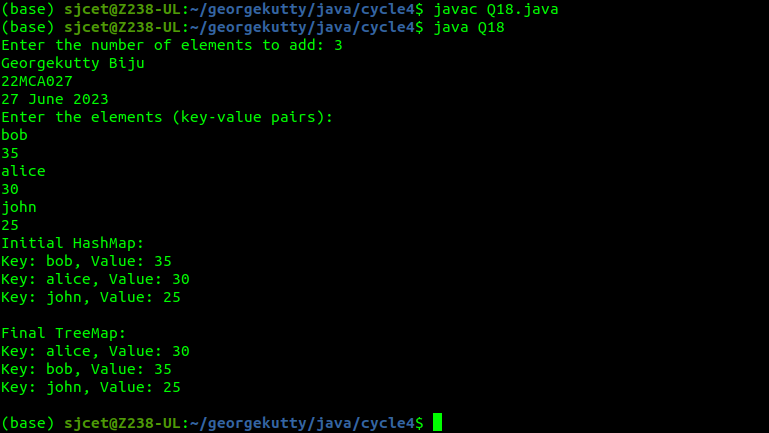 (base) sjcet@Z238-UL:~/georgekutty/java/cycle4$ javac Q18.java
(base) sjcet@Z238-UL:~/georgekutty/java/cycle4$ java Q18
Enter the number of elements to add: 3
Georgekutty Biju
22MCA027
27 June 2023
Enter the elements (key-value pairs):
bob
35
alice
30
john
25
Initial HashMap:
Key: bob, Value: 35
Key: alice, Value: 30
Key: john, Value: 25
Final TreeMap:
Key: alice, Value: 30
Key: bob, Value: 35
Key: john, Value: 25
(base) sjcet@Z238-UL:~/georgekutty/java/cycle4$